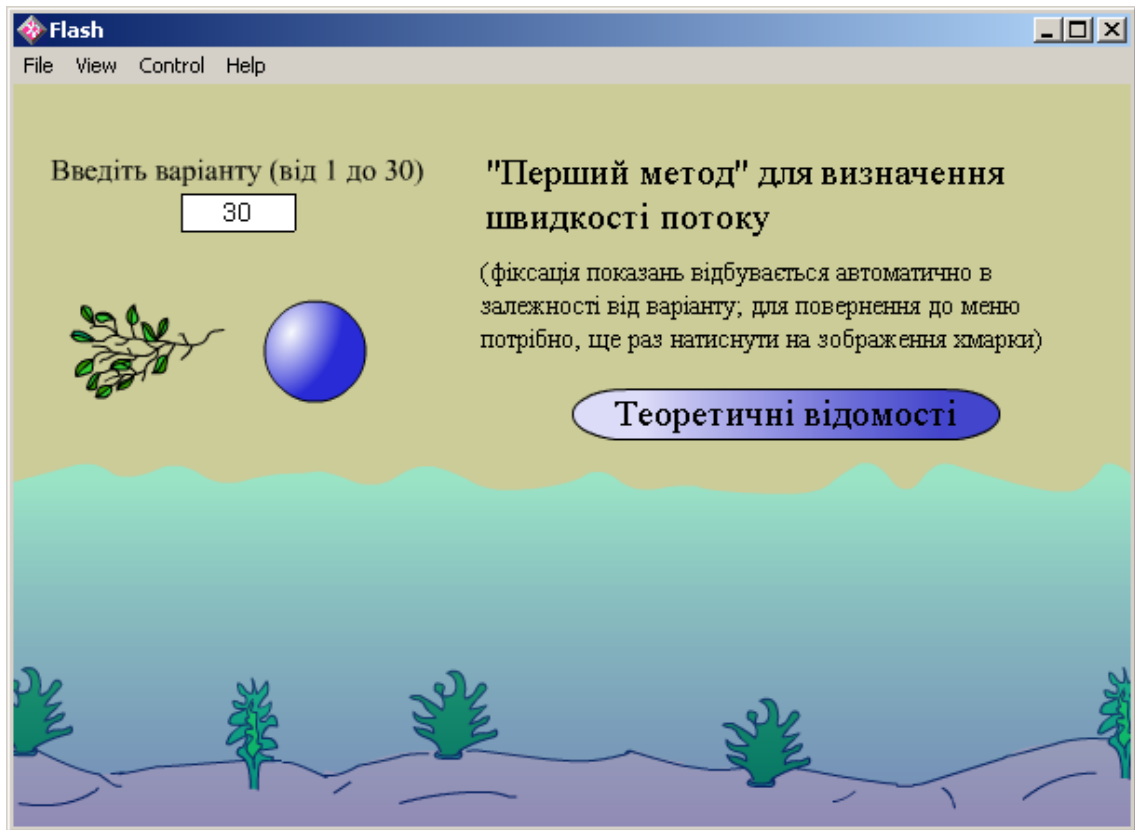 Flash
File View Control Help
Введіть варіанту (від 1 до 30)
30
"Перший метод" для визначення
швидкості потоку
(фіксація показань відбувається автоматично в
залежності від варіанту; для повернення до меню
потрібно, ще раз натиснути на зображення хмарки)
Теоретичні відомості